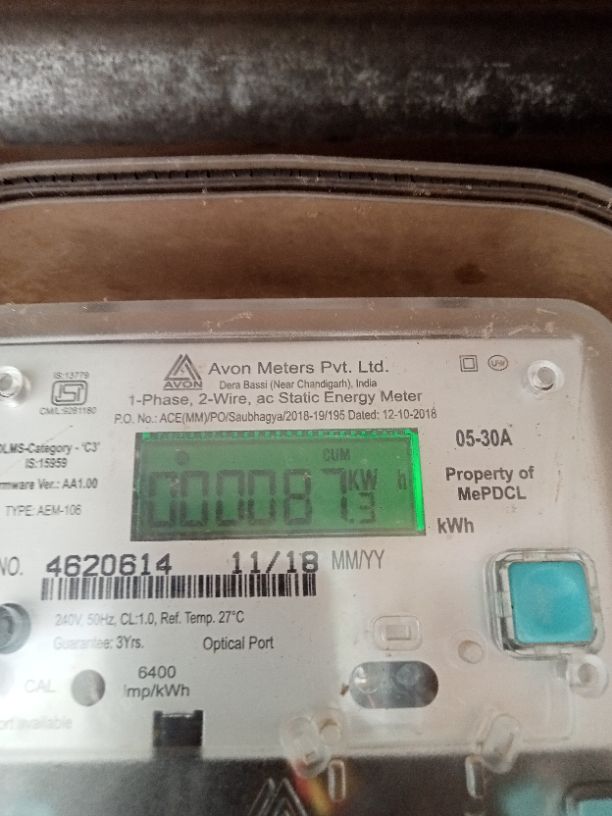 IS:13779
ISI
CM/L:9281180
AVON
Avon Meters Pvt. Ltd.
Dera Bassi (Near Chandigarh), India
1-Phase, 2-Wire, ac Static Energy Meter
P.O. No.: ACE(MM)/PO/Saubhagya/2018-19/195 Dated: 12-10-2018
DLMS-Category - 'C3'
IS:15959
Firmware Ver.: AA1.00
TYPE: AEM-106
CUM
000087.3 KW h
05-30A
Property of
MePDCL
kWh
NO. 4620614 11/18 MM/YY
240V, 50Hz, CL:1.0, Ref. Temp. 27°C
Guarantee: 3Yrs. Optical Port
CAL
6400
Imp/kWh
available